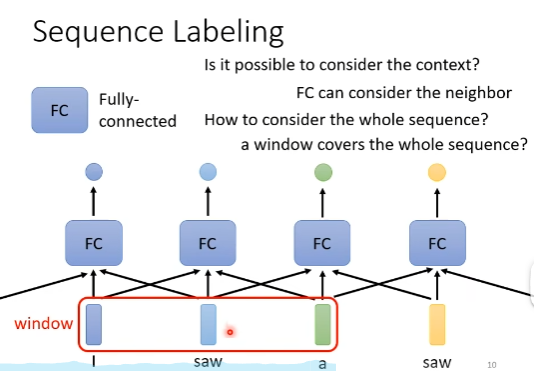 Sequence Labeling
Is it possible to consider the context?
FC can consider the neighbor
How to consider the whole sequence?
a window covers the whole sequence?
FC
Fully-
connected
FC FC FC FC
window
I saw a saw
10